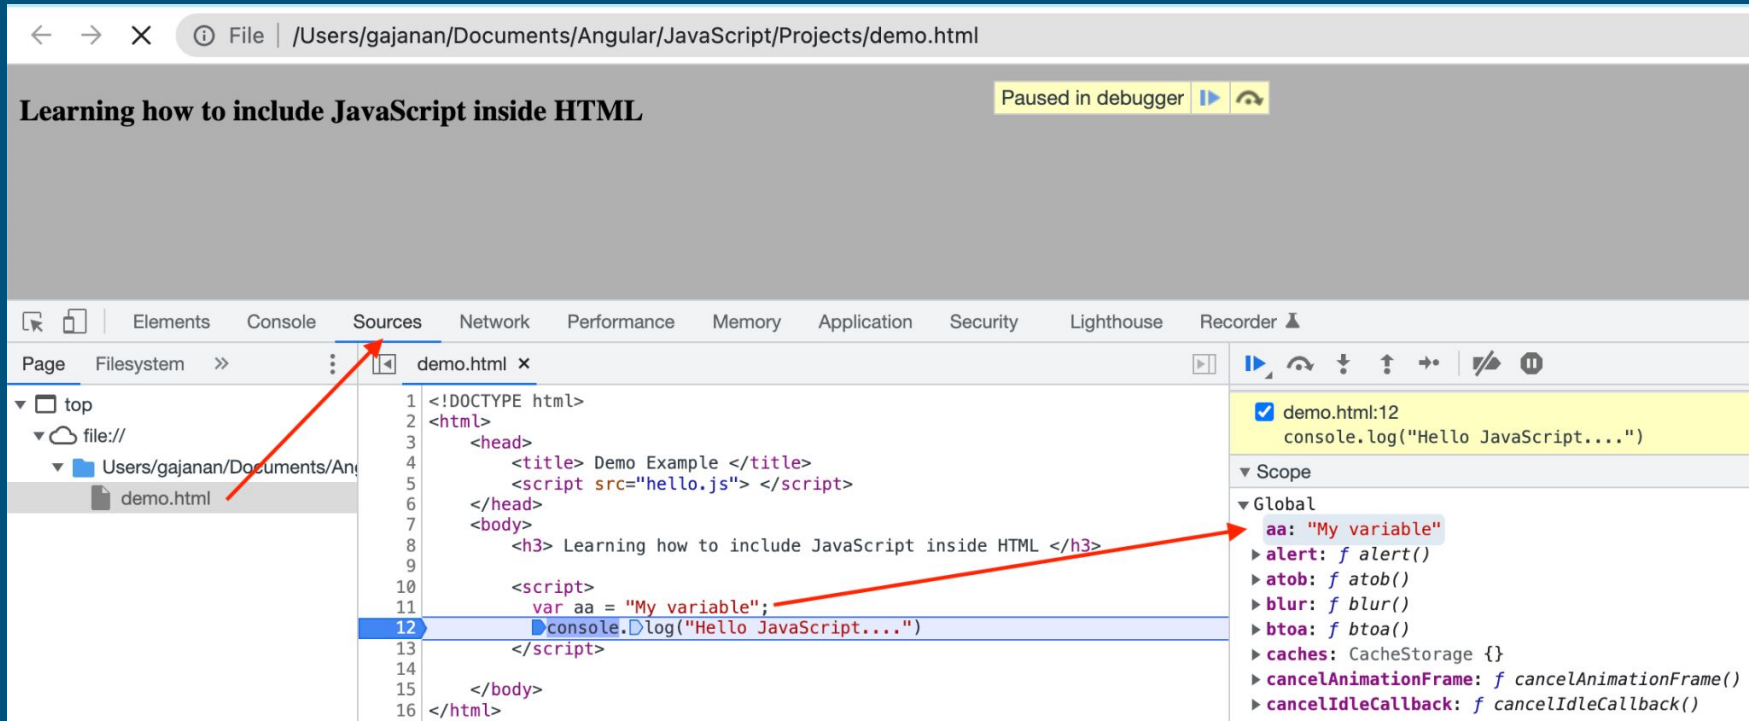 File | /Users/gajanan/Documents/Angular/JavaScript/Projects/demo.html
Learning how to include JavaScript inside HTML
Paused in debugger
Elements Console Sources Network Performance Memory Application Security Lighthouse Recorder
Page Filesystem »
demo.html ×
top
file://
Users/gajanan/Documents/Ang
demo.html
1 <!DOCTYPE html>
2 <html>
3 <head>
4 <title> Demo Example </title>
5 <script src="hello.js"> </script>
6 </head>
7 <body>
8 <h3> Learning how to include JavaScript inside HTML </h3>
9
10 <script>
11 var aa = "My variable";
12 console.log("Hello JavaScript....")
13 </script>
14
15 </body>
16 </html>
demo.html:12
console.log("Hello JavaScript....")
Scope
Global
aa: "My variable"
alert: ƒ alert()
atob: ƒ atob()
blur: ƒ blur()
btoa: ƒ btoa()
caches: CacheStorage {}
cancelAnimationFrame: ƒ cancelAnimationFrame()
cancelIdleCallback: ƒ cancelIdleCallback()